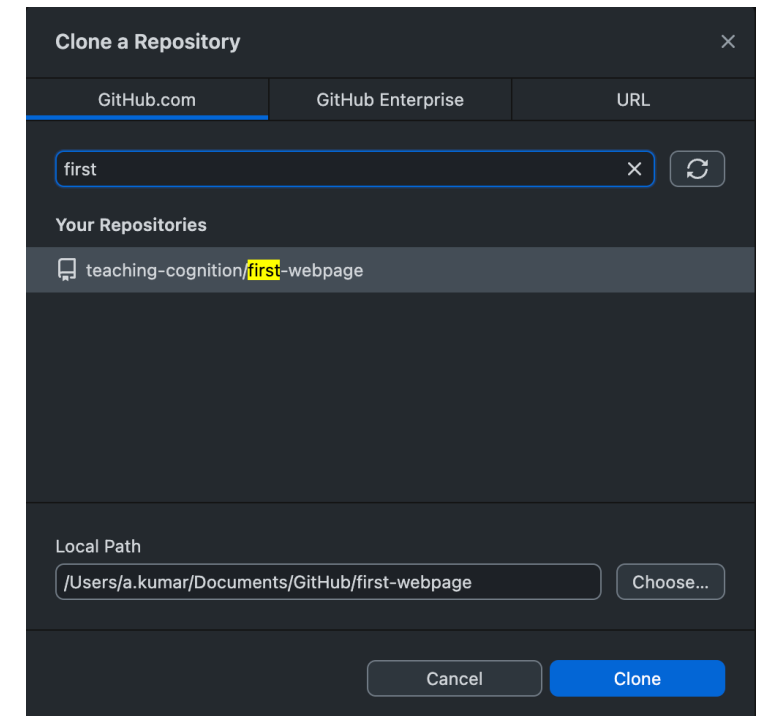 Clone a Repository
GitHub.com GitHub Enterprise URL
first
Your Repositories
teaching-cognition/first-webpage
Local Path
/Users/a.kumar/Documents/GitHub/first-webpage Choose...
Cancel Clone